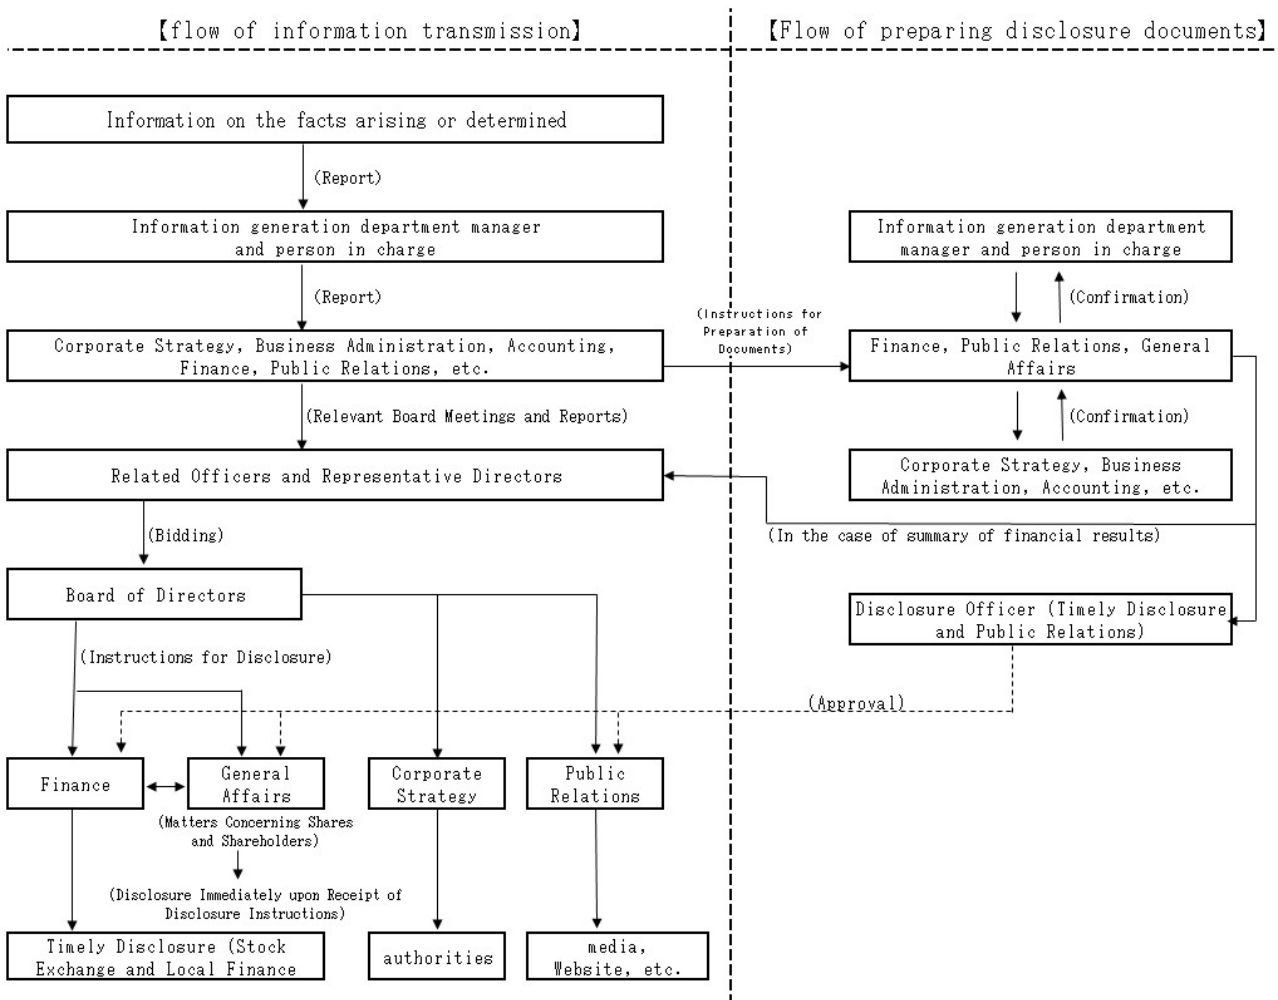 【flow of information transmission】
【Flow of preparing disclosure documents】
Information on the facts arising or determined
(Report)
Information generation department manager
and person in charge
Information generation department
manager and person in charge
(Report)
(Confirmation)
(Instructions for
Preparation of
Documents)
Corporate Strategy, Business Administration, Accounting,
Finance, Public Relations, etc.
Finance, Public Relations, General
Affairs
(Relevant Board Meetings and Reports)
(Confirmation)
Related Officers and Representative Directors
Corporate Strategy, Business
Administration, Accounting, etc.
(Bidding)
(In the case of summary of financial results)
Board of Directors
Disclosure Officer (Timely Disclosure
and Public Relations)
(Instructions for Disclosure)
(Approval)
Finance
General
Affairs
Corporate
Strategy
Public
Relations
(Matters Concerning Shares
and Shareholders)
(Disclosure Immediately upon Receipt of
Disclosure Instructions)
Timely Disclosure (Stock
Exchange and Local Finance
authorities
media,
Website, etc.